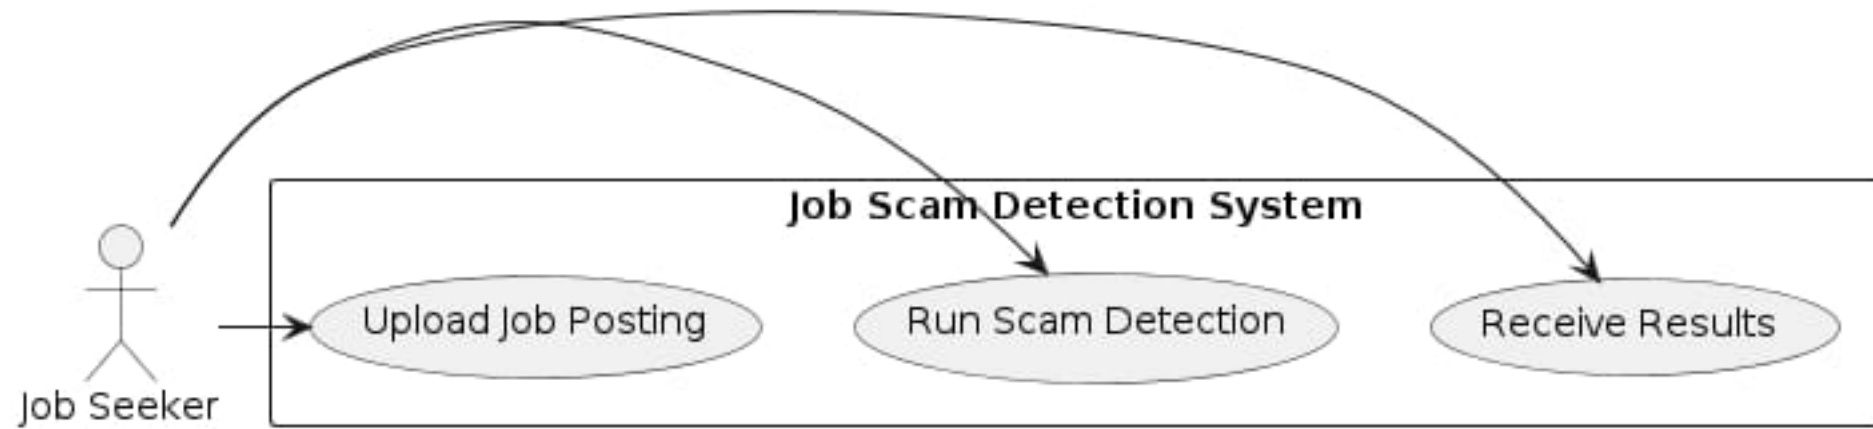 Job Scam Detection System
Upload Job Posting
Run Scam Detection
Receive Results
Job Seeker